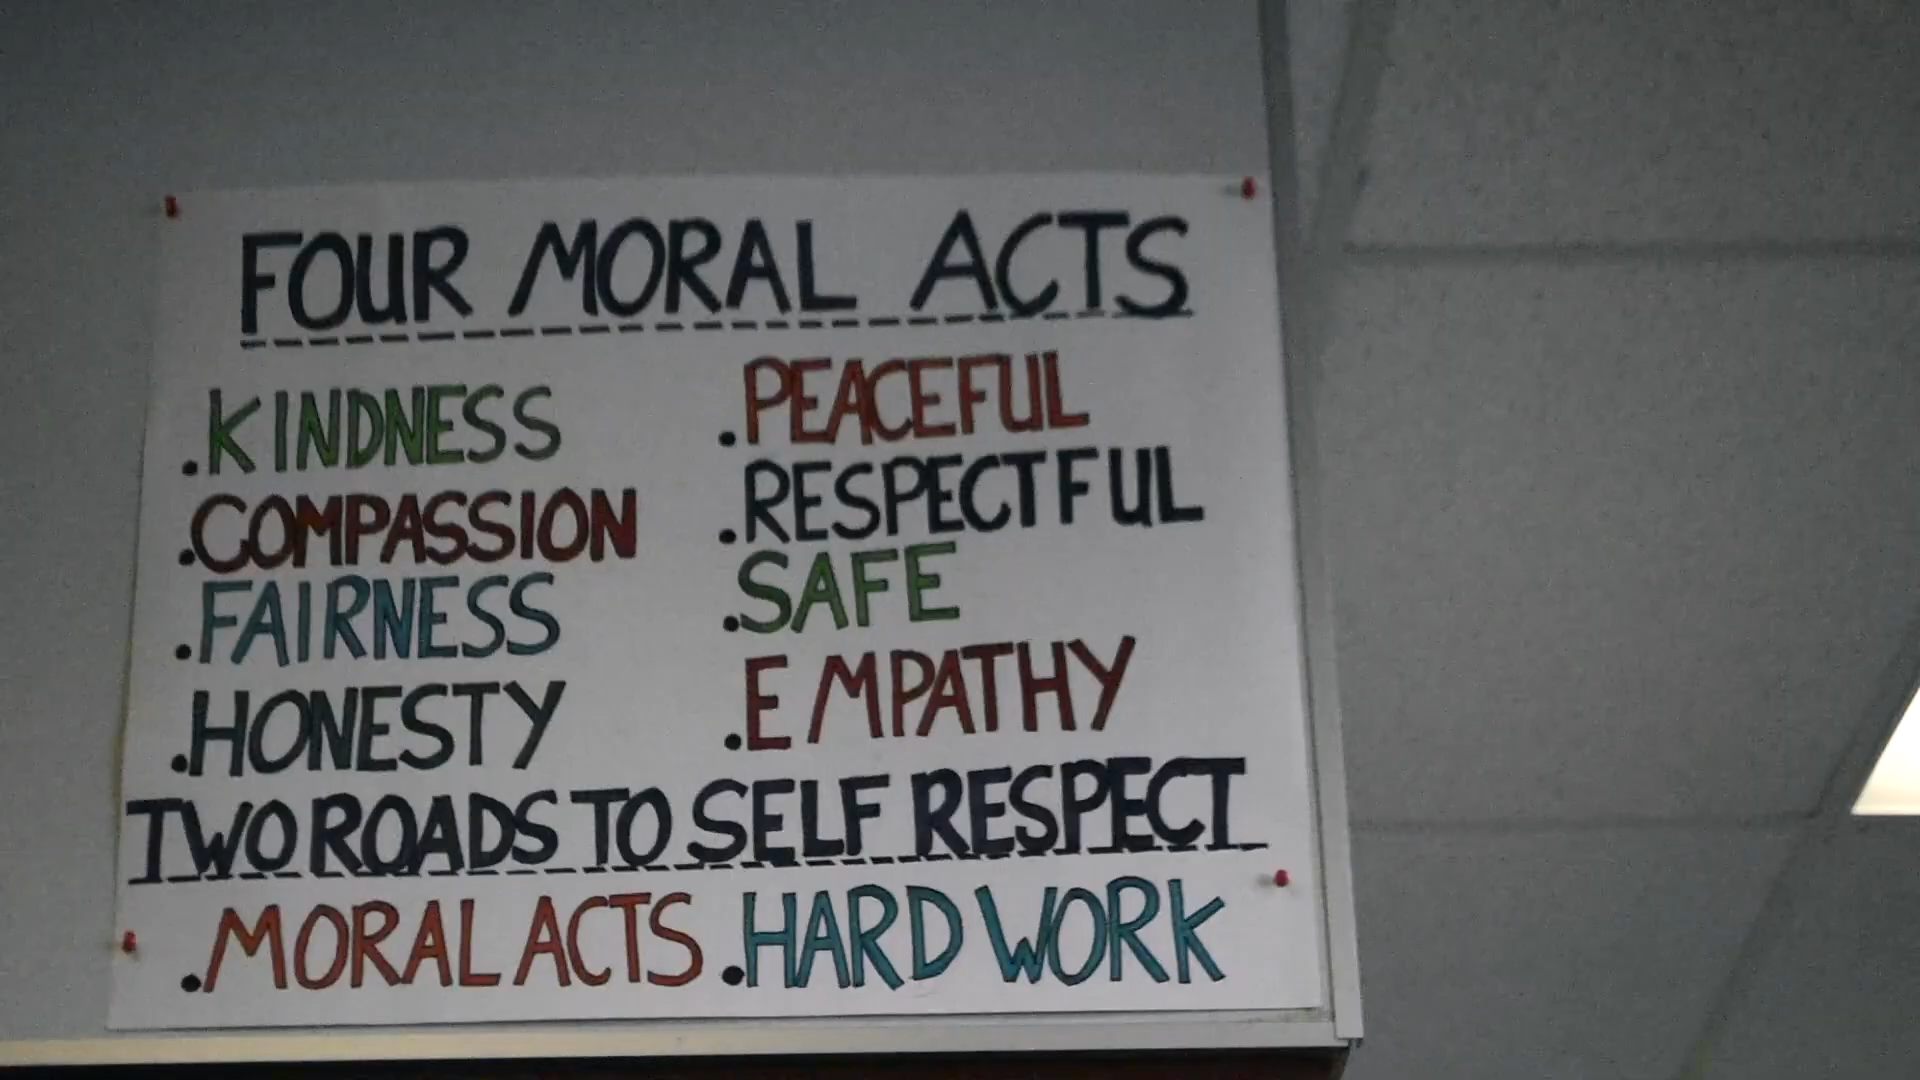 FOUR MORAL ACTS
.KINDNESS
.COMPASSION
.FAIRNESS
.HONESTY
.PEACEFUL
.RESPECTFUL
.SAFE
.EMPATHY
TWO ROADS TO SELF RESPECT
.MORAL ACTS .HARD WORK